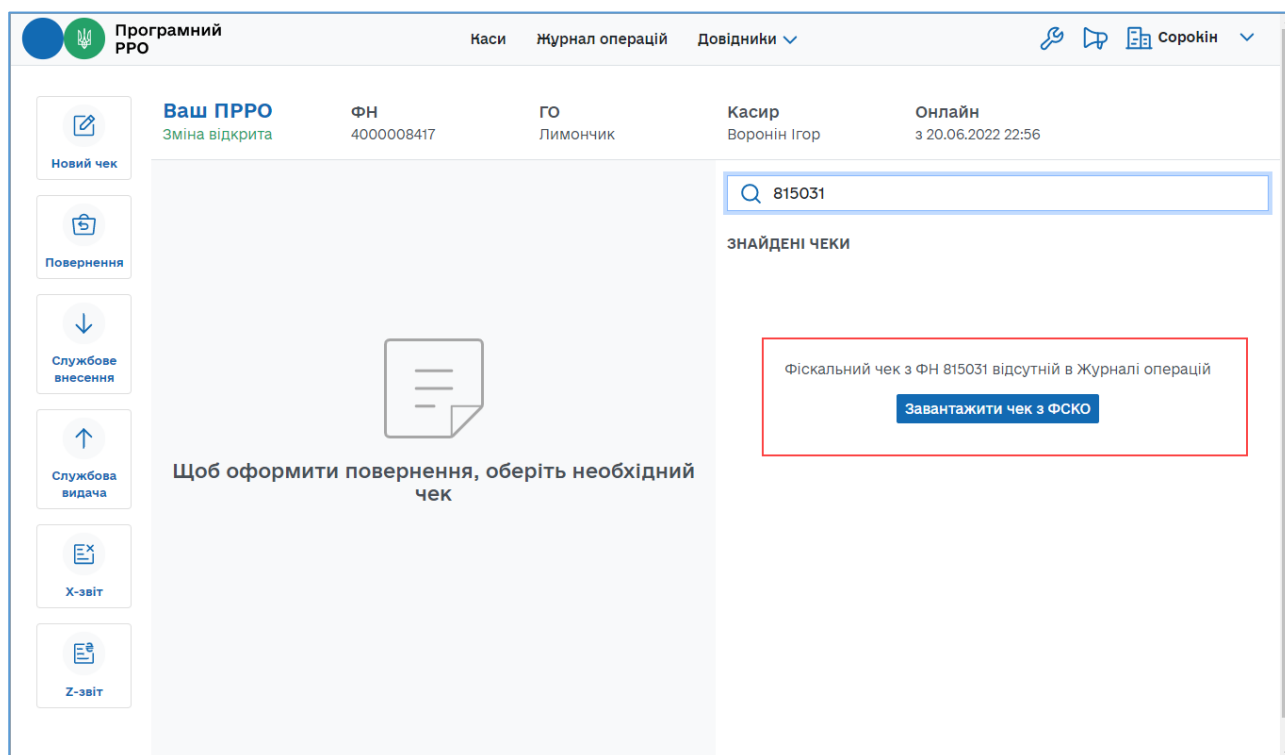 Програмний
РРО
Каси Журнал операцій Довідники
Сорокін
Новий чек
Повернення
Службове
внесення
Службова
видача
Х-звіт
Z-звіт
Ваш ПРРО ФН ГО Касир Онлайн
Зміна відкрита 4000008417 Лимончик Воронін Ігор з 20.06.2022 22:56
Щоб оформити повернення, оберіть необхідний
чек
815031
ЗНАЙДЕНІ ЧЕКИ
Фіскальний чек з ФН 815031 відсутній в Журналі операцій
Завантажити чек з ФСКО